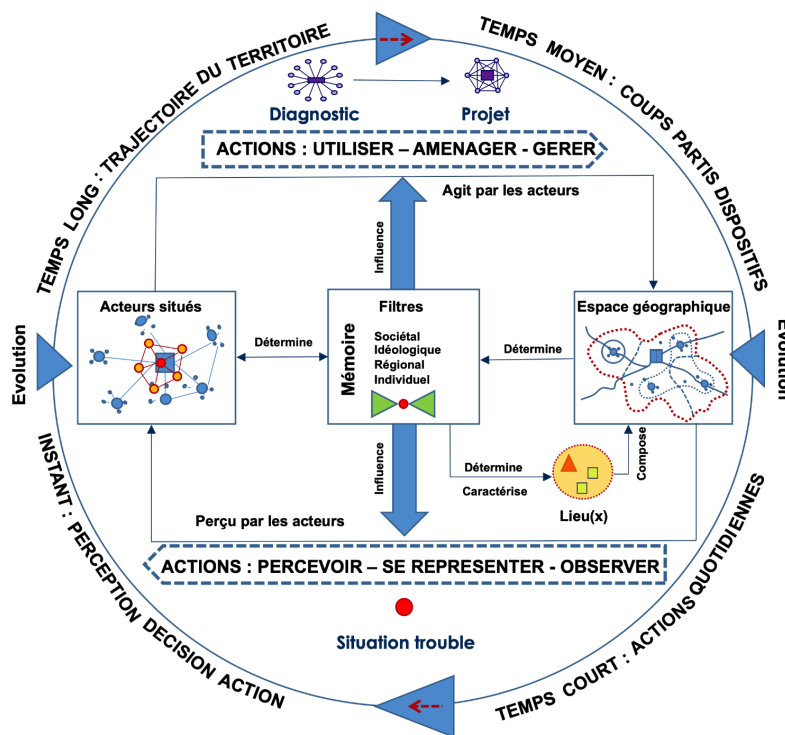 TEMPS LONG : TRAJECTOIRE DU TERRITOIRE
TEMPS MOYEN : COUPS PARTIS DISPOSITIFS
Diagnostic
Projet
ACTIONS : UTILISER – AMENAGER - GERER
Agit par les acteurs
Influence
Acteurs situés
Filtres
Espace géographique
Evolution
Evolution
Mémoire
Sociétal
Idéologique
Régional
Individuel
Détermine
Détermine
Influence
Détermine
Caractérise
Compose
Lieu(x)
Perçu par les acteurs
ACTIONS : PERCEVOIR – SE REPRESENTER - OBSERVER
Situation trouble
INSTANT : PERCEPTION DECISION ACTION
TEMPS COURT : ACTIONS QUOTIDIENNES